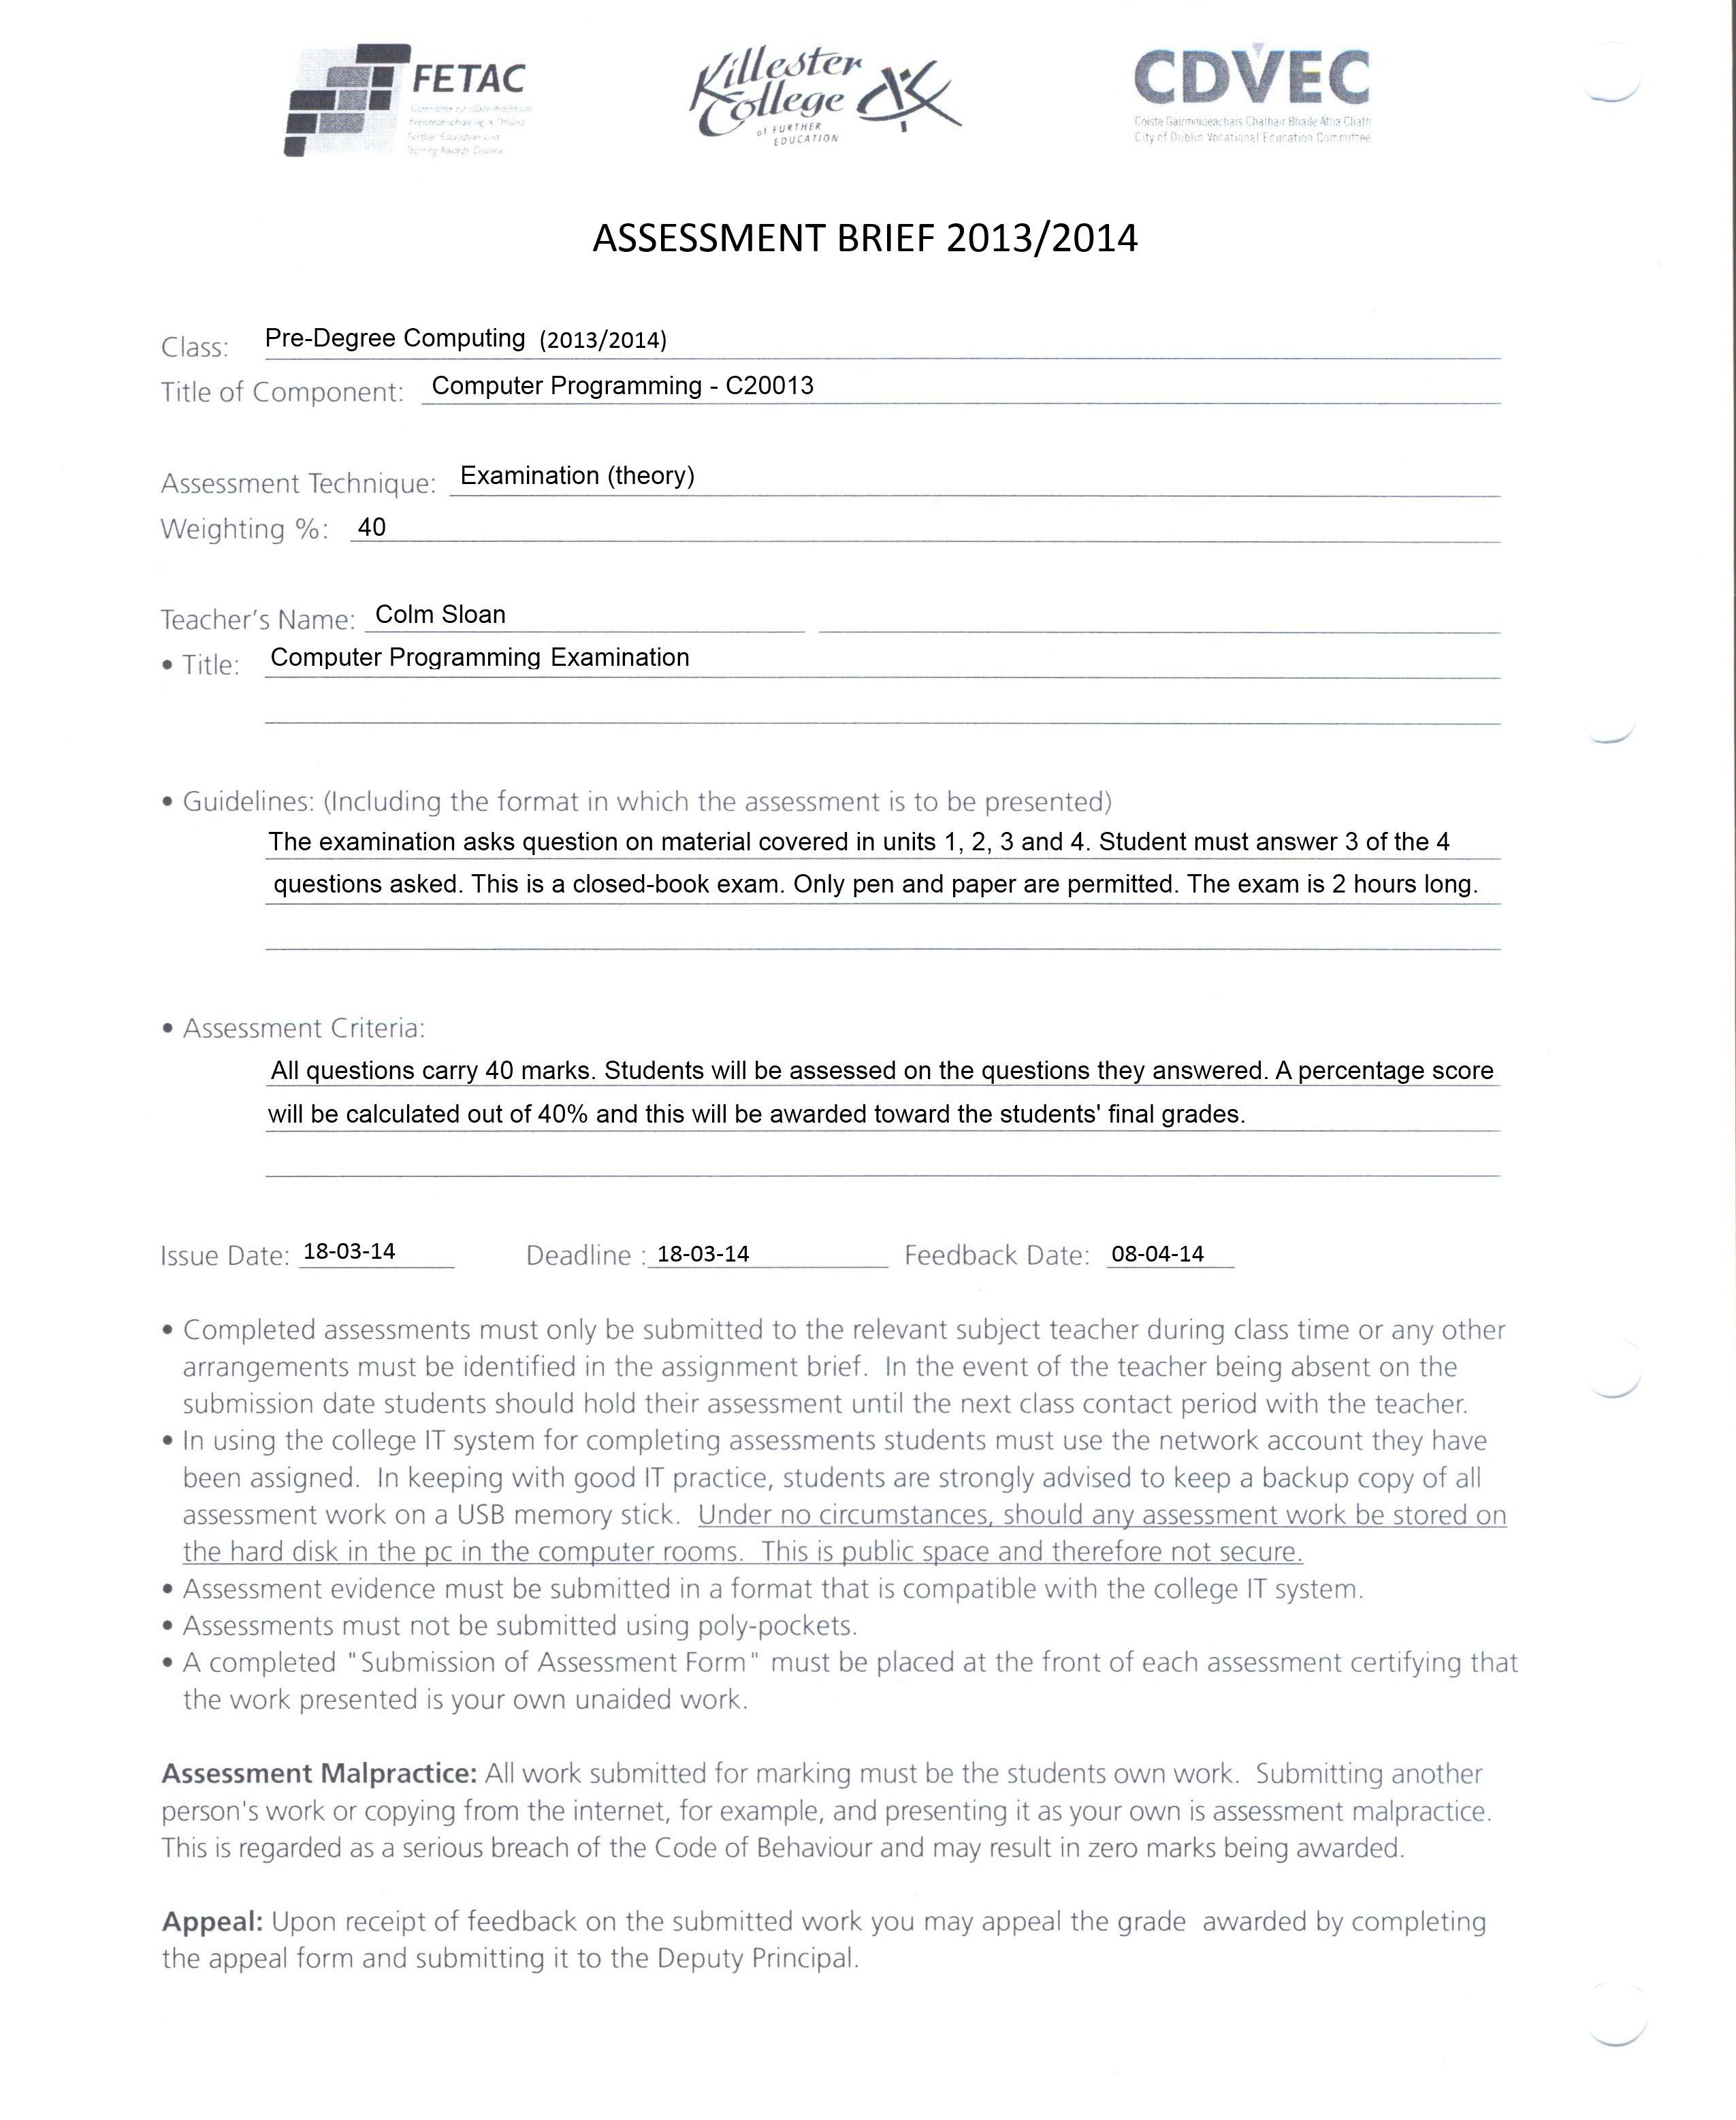 FETAC
Killester
College
of FURTHER
EDUCATION
CDVEC
Coiste Gairmoideachais Chathair Bhaile Átha Cliath
City of Dublin Vocational Education Committee
Further Education and
Training Awards Council
ASSESSMENT BRIEF 2013/2014
Class: Pre-Degree Computing (2013/2014)
Title of Component: Computer Programming - C20013
Assessment Technique: Examination (theory)
Weighting %: 40
Teacher's Name: Colm Sloan
• Title: Computer Programming Examination
• Guidelines: (Including the format in which the assessment is to be presented)
The examination asks question on material covered in units 1, 2, 3 and 4. Student must answer 3 of the 4
questions asked. This is a closed-book exam. Only pen and paper are permitted. The exam is 2 hours long.
• Assessment Criteria:
All questions carry 40 marks. Students will be assessed on the questions they answered. A percentage score
will be calculated out of 40% and this will be awarded toward the students' final grades.
Issue Date: 18-03-14 Deadline : 18-03-14 Feedback Date: 08-04-14
• Completed assessments must only be submitted to the relevant subject teacher during class time or any other
arrangements must be identified in the assignment brief. In the event of the teacher being absent on the
submission date students should hold their assessment until the next class contact period with the teacher.
• In using the college IT system for completing assessments students must use the network account they have
been assigned. In keeping with good IT practice, students are strongly advised to keep a backup copy of all
assessment work on a USB memory stick. Under no circumstances, should any assessment work be stored on
the hard disk in the pc in the computer rooms. This is public space and therefore not secure.
• Assessment evidence must be submitted in a format that is compatible with the college IT system.
• Assessments must not be submitted using poly-pockets.
• A completed "Submission of Assessment Form" must be placed at the front of each assessment certifying that
the work presented is your own unaided work.
Assessment Malpractice: All work submitted for marking must be the students own work. Submitting another
person's work or copying from the internet, for example, and presenting it as your own is assessment malpractice.
This is regarded as a serious breach of the Code of Behaviour and may result in zero marks being awarded.
Appeal: Upon receipt of feedback on the submitted work you may appeal the grade awarded by completing
the appeal form and submitting it to the Deputy Principal.